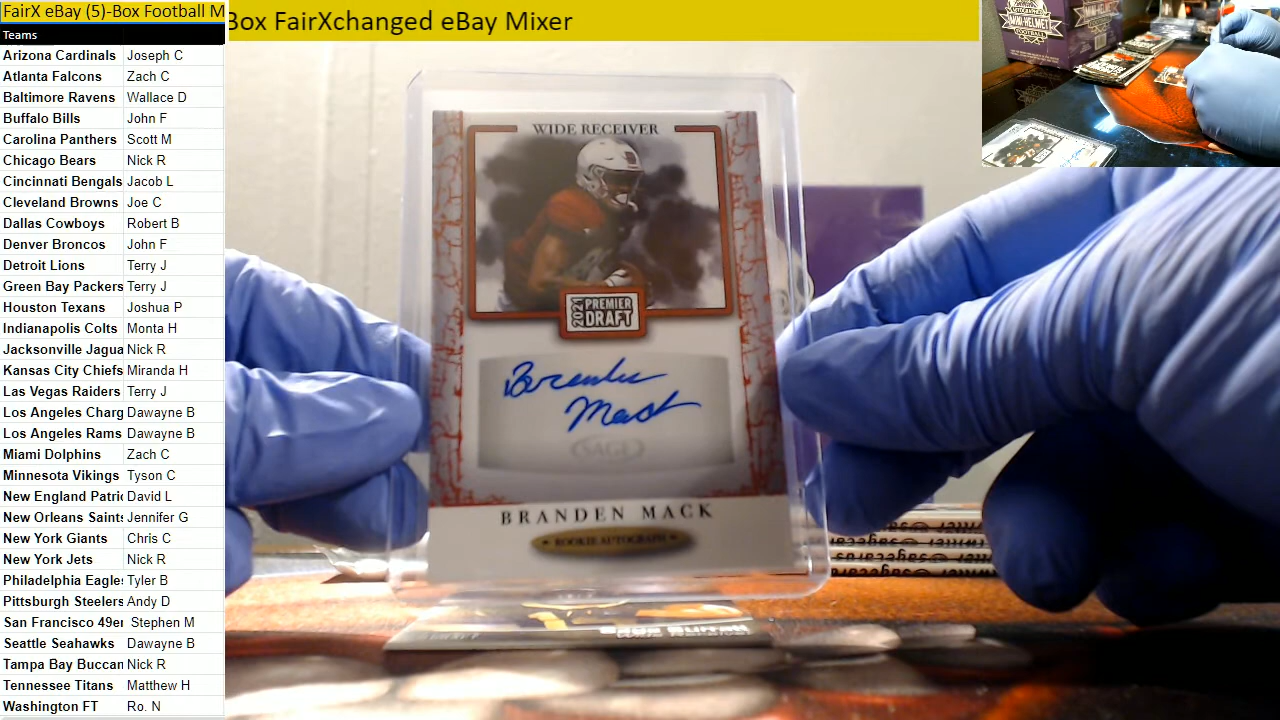 FairX eBay (5)-Box Football M
Box FairXchanged eBay Mixer
Teams
Arizona Cardinals Joseph C
Atlanta Falcons Zach C
Baltimore Ravens Wallace D
Buffalo Bills John F
Carolina Panthers Scott M
Chicago Bears Nick R
Cincinnati Bengals Jacob L
Cleveland Browns Joe C
Dallas Cowboys Robert B
Denver Broncos John F
Detroit Lions Terry J
Green Bay Packers Terry J
Houston Texans Joshua P
Indianapolis Colts Monta H
Jacksonville Jagua Nick R
Kansas City Chiefs Miranda H
Las Vegas Raiders Terry J
Los Angeles Charg Dawayne B
Los Angeles Rams Dawayne B
Miami Dolphins Zach C
Minnesota Vikings Tyson C
New England Patri David L
New Orleans Saints Jennifer G
New York Giants Chris C
New York Jets Nick R
Philadelphia Eagle Tyler B
Pittsburgh Steelers Andy D
San Francisco 49er Stephen M
Seattle Seahawks Dawayne B
Tampa Bay Buccan Nick R
Tennessee Titans Matthew H
Washington FT Ro. N
WIDE RECEIVER
2021 PREMIER
DRAFT
Branden
Mack
SAGE
BRANDEN MACK
ROOKIE AUTOGRAPH
MINI-HELMET
FOOTBALL